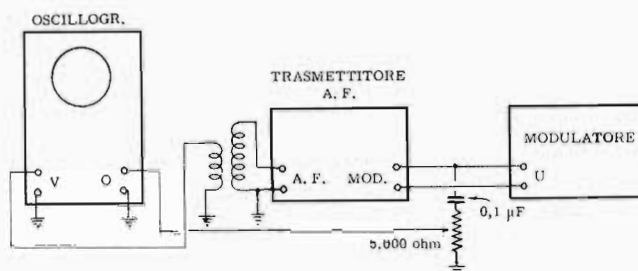 OSCILLOGR.
TRASMETTITORE
A. F.
MODULATORE
V O
A. F. MOD.
U
0,1 µF
5,000 ohm